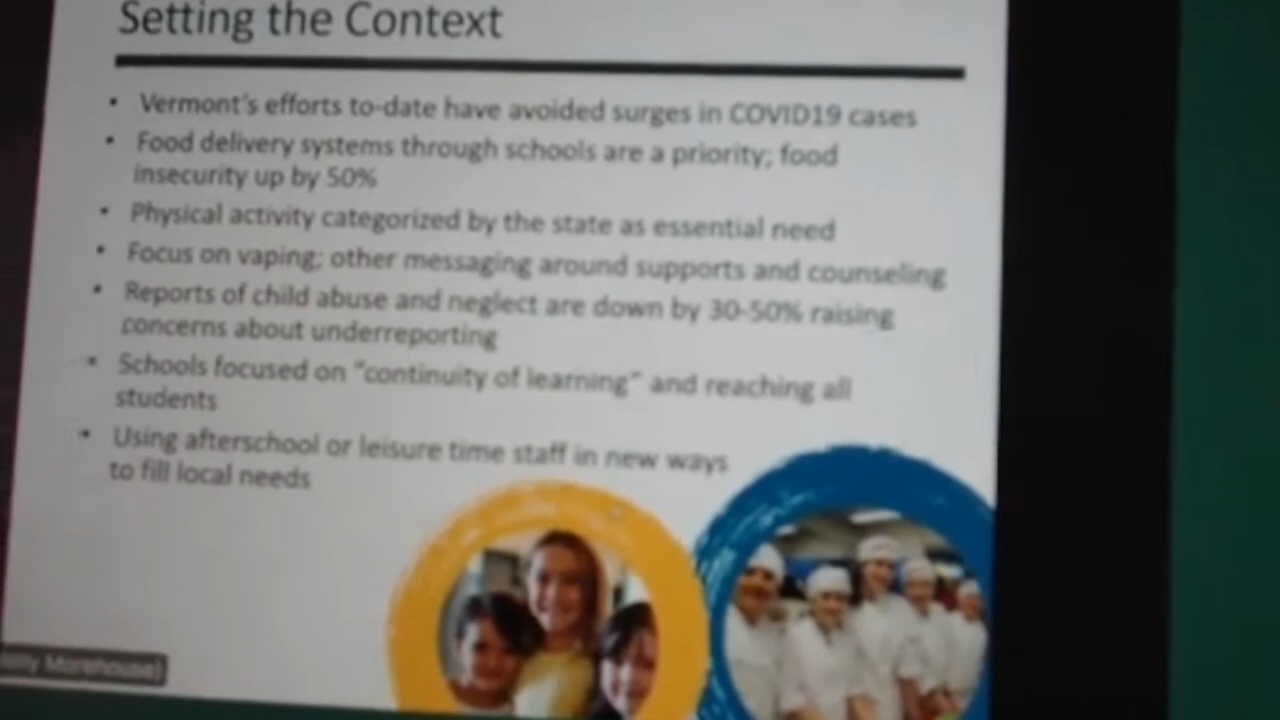 Setting the Context
• Vermont's efforts to-date have avoided surges in COVID19 cases
• Food delivery systems through schools are a priority; food
insecurity up by 50%
• Physical activity categorized by the state as essential need
• Focus on vaping; other messaging around supports and counseling
• Reports of child abuse and neglect are down by 30-50% raising
concerns about underreporting
• Schools focused on "continuity of learning" and reaching all
students
• Using afterschool or leisure time staff in new ways
to fill local needs
Morehouse)